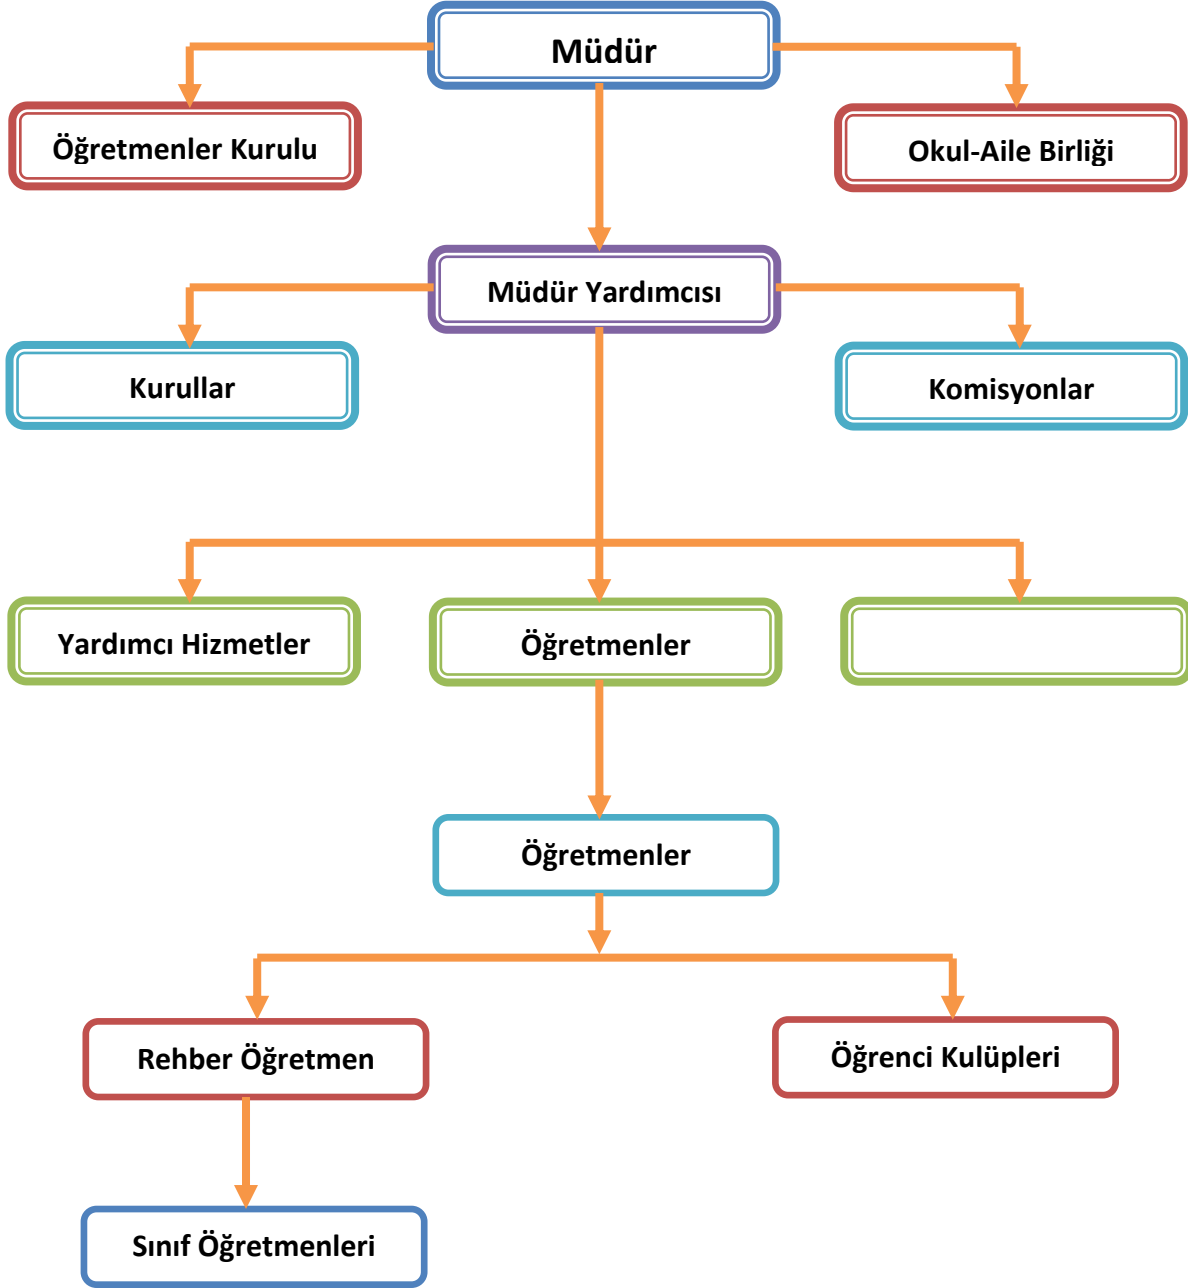 Müdür
Öğretmenler Kurulu
Okul-Aile Birliği
Müdür Yardımcısı
Kurullar
Komisyonlar
Yardımcı Hizmetler
Öğretmenler
Öğretmenler
Rehber Öğretmen
Öğrenci Kulüpleri
Sınıf Öğretmenleri